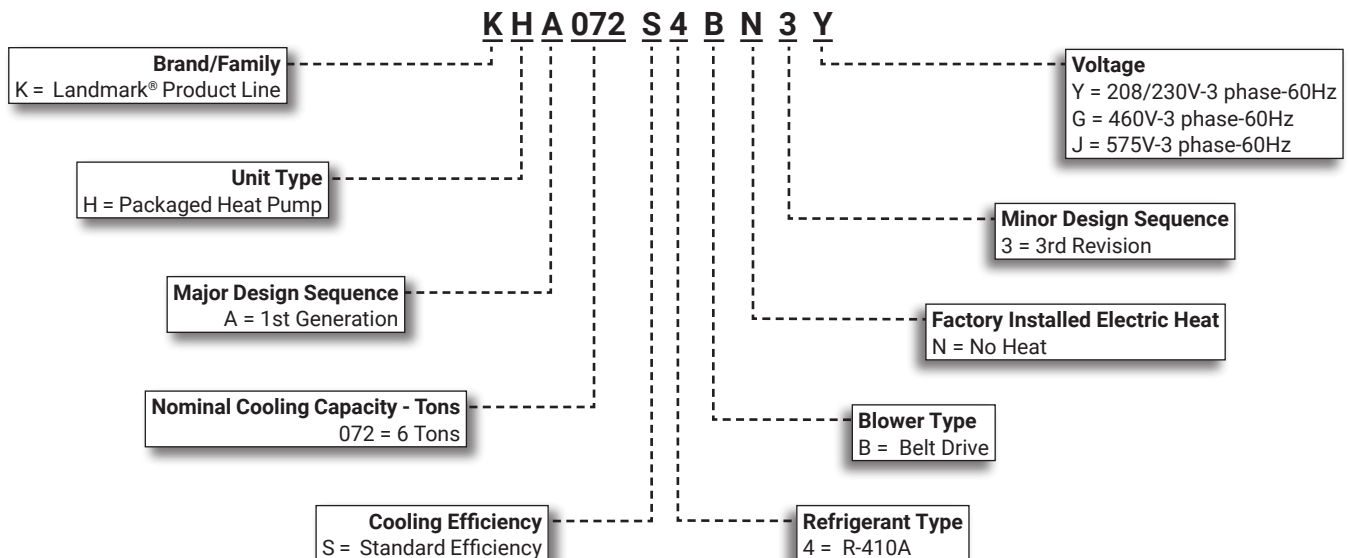 K H A 072 S 4 B N 3 Y
Brand/Family
K = Landmark® Product Line
Voltage
Y = 208/230V-3 phase-60Hz
G = 460V-3 phase-60Hz
J = 575V-3 phase-60Hz
Unit Type
H = Packaged Heat Pump
Minor Design Sequence
3 = 3rd Revision
Major Design Sequence
A = 1st Generation
Factory Installed Electric Heat
N = No Heat
Nominal Cooling Capacity - Tons
072 = 6 Tons
Blower Type
B = Belt Drive
Cooling Efficiency
S = Standard Efficiency
Refrigerant Type
4 = R-410A